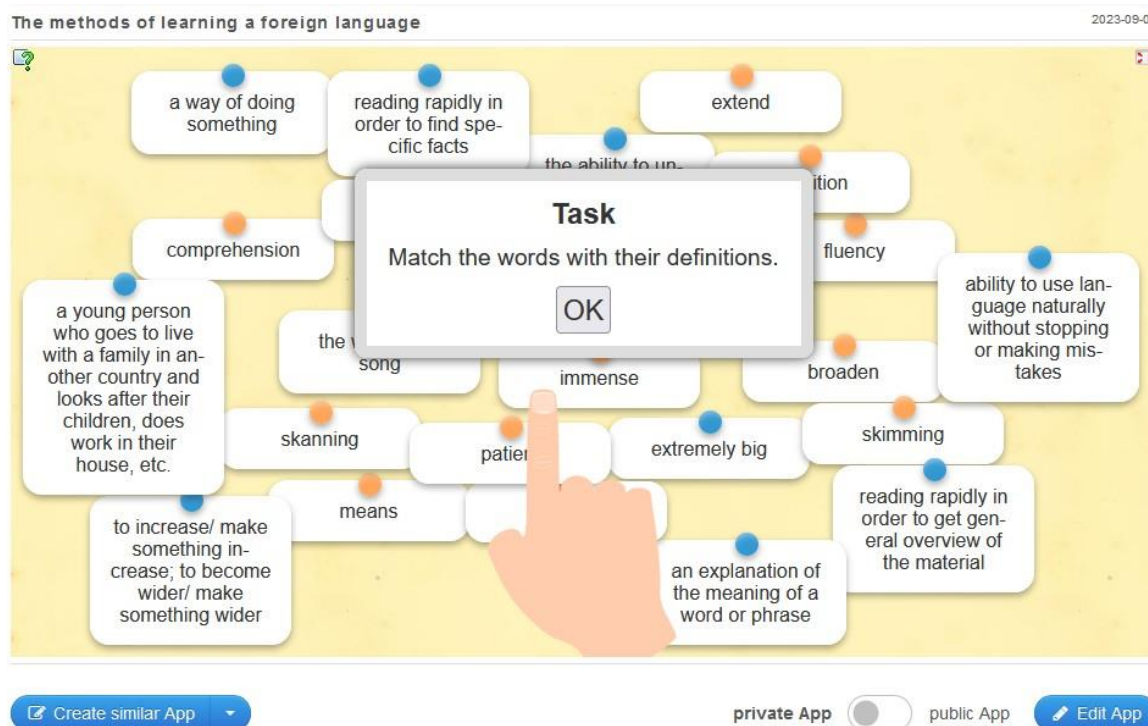 The methods of learning a foreign language
a way of doing
something
reading rapidly in
order to find spe-
cific facts
extend
the ability to un-
comprehension
Task
Match the words with their definitions.
OK
fluency
a young person
who goes to live
with a family in an-
other country and
looks after their
children, does
work in their
house, etc.
ability to use lan-
guage naturally
without stopping
or making mis-
takes
the
song
immense
broaden
skanning
extremely big
skimming
means
to increase/ make
something in-
crease; to become
wider/ make
something wider
reading rapidly in
order to get gen-
eral overview of
the material
an explanation of
the meaning of a
word or phrase
Create similar App
private App
public App
Edit App